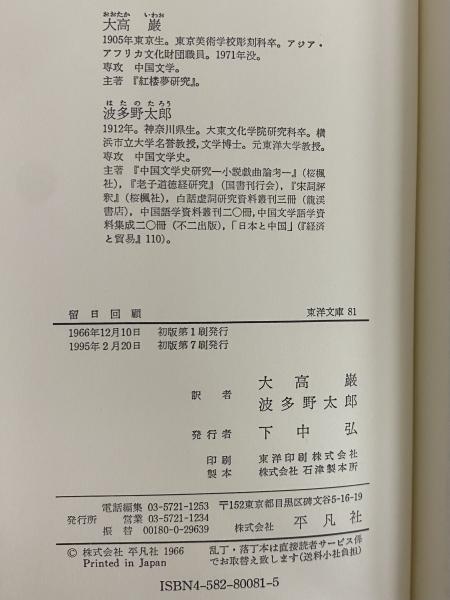 おおたか いわお
大高 巌
1905年東京生。東京美術学校彫刻科卒。アジア・
アフリカ文化財団職員。1971年没。
専攻 中国文学。
主著 『紅楼夢研究』。
はたのたろう
波多野太郎
1912年。神奈川県生。大東文化学院研究科卒。横
浜市立大学名誉教授,文学博士。元東洋大学教授。
専攻 中国文学史。
主著 『中国文学史研究―小説戯曲論考―』(桜楓
社),『老子道徳経研究』(国書刊行会),『宋詞評
釈』(桜楓社),白話虚詞研究資料叢刊三冊(龍渓
書店),中国語学資料叢刊二〇冊,中国文学語学資
料集成二〇冊(不二出版),「日本と中国」(『経済
と貿易』110)。
留日回顧 東洋文庫 81
1966年12月10日 初版第1刷発行
1995年2月20日 初版第7刷発行
訳者 大高 巌
波多野太郎
発行者 下中 弘
印刷 東洋印刷株式会社
製本 株式会社石津製本所
電話編集 03-5721-1253 〒152東京都目黒区碑文谷5-16-19
発行所 営業 03-5721-1234 株式会社 平凡社
振替 00180-0-29639
© 株式会社 平凡社 1966 乱丁・落丁本は直接読者サービス係
Printed in Japan でお取替え致します(送料小社負担)
ISBN4-582-80081-5